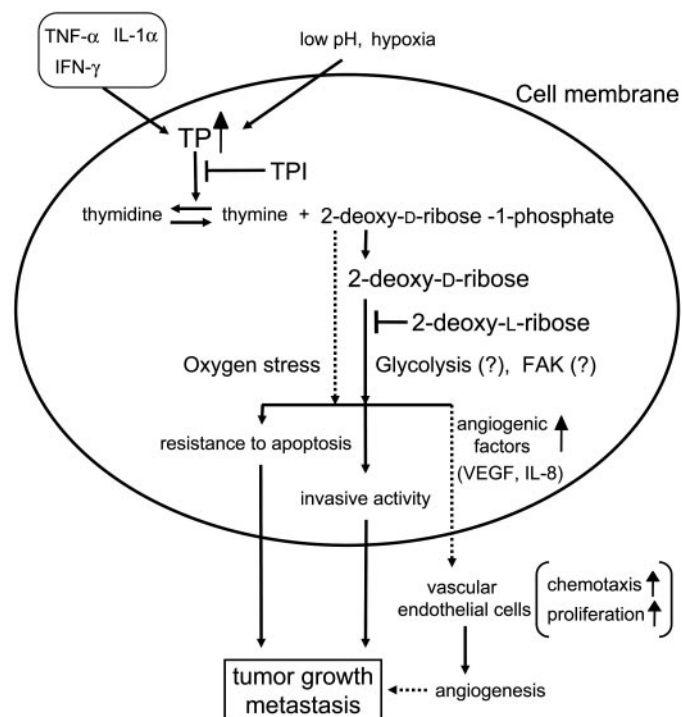 TNF-α IL-1α
IFN-γ
low pH, hypoxia
Cell membrane
TP
TPI
thymidine
thymine + 2-deoxy-D-ribose -1-phosphate
2-deoxy-D-ribose
2-deoxy-L-ribose
Oxygen stress
Glycolysis (?), FAK (?)
resistance to apoptosis
angiogenic
factors
(VEGF, IL-8)
invasive activity
vascular
endothelial cells
chemotaxis
proliferation
tumor growth
metastasis
angiogenesis